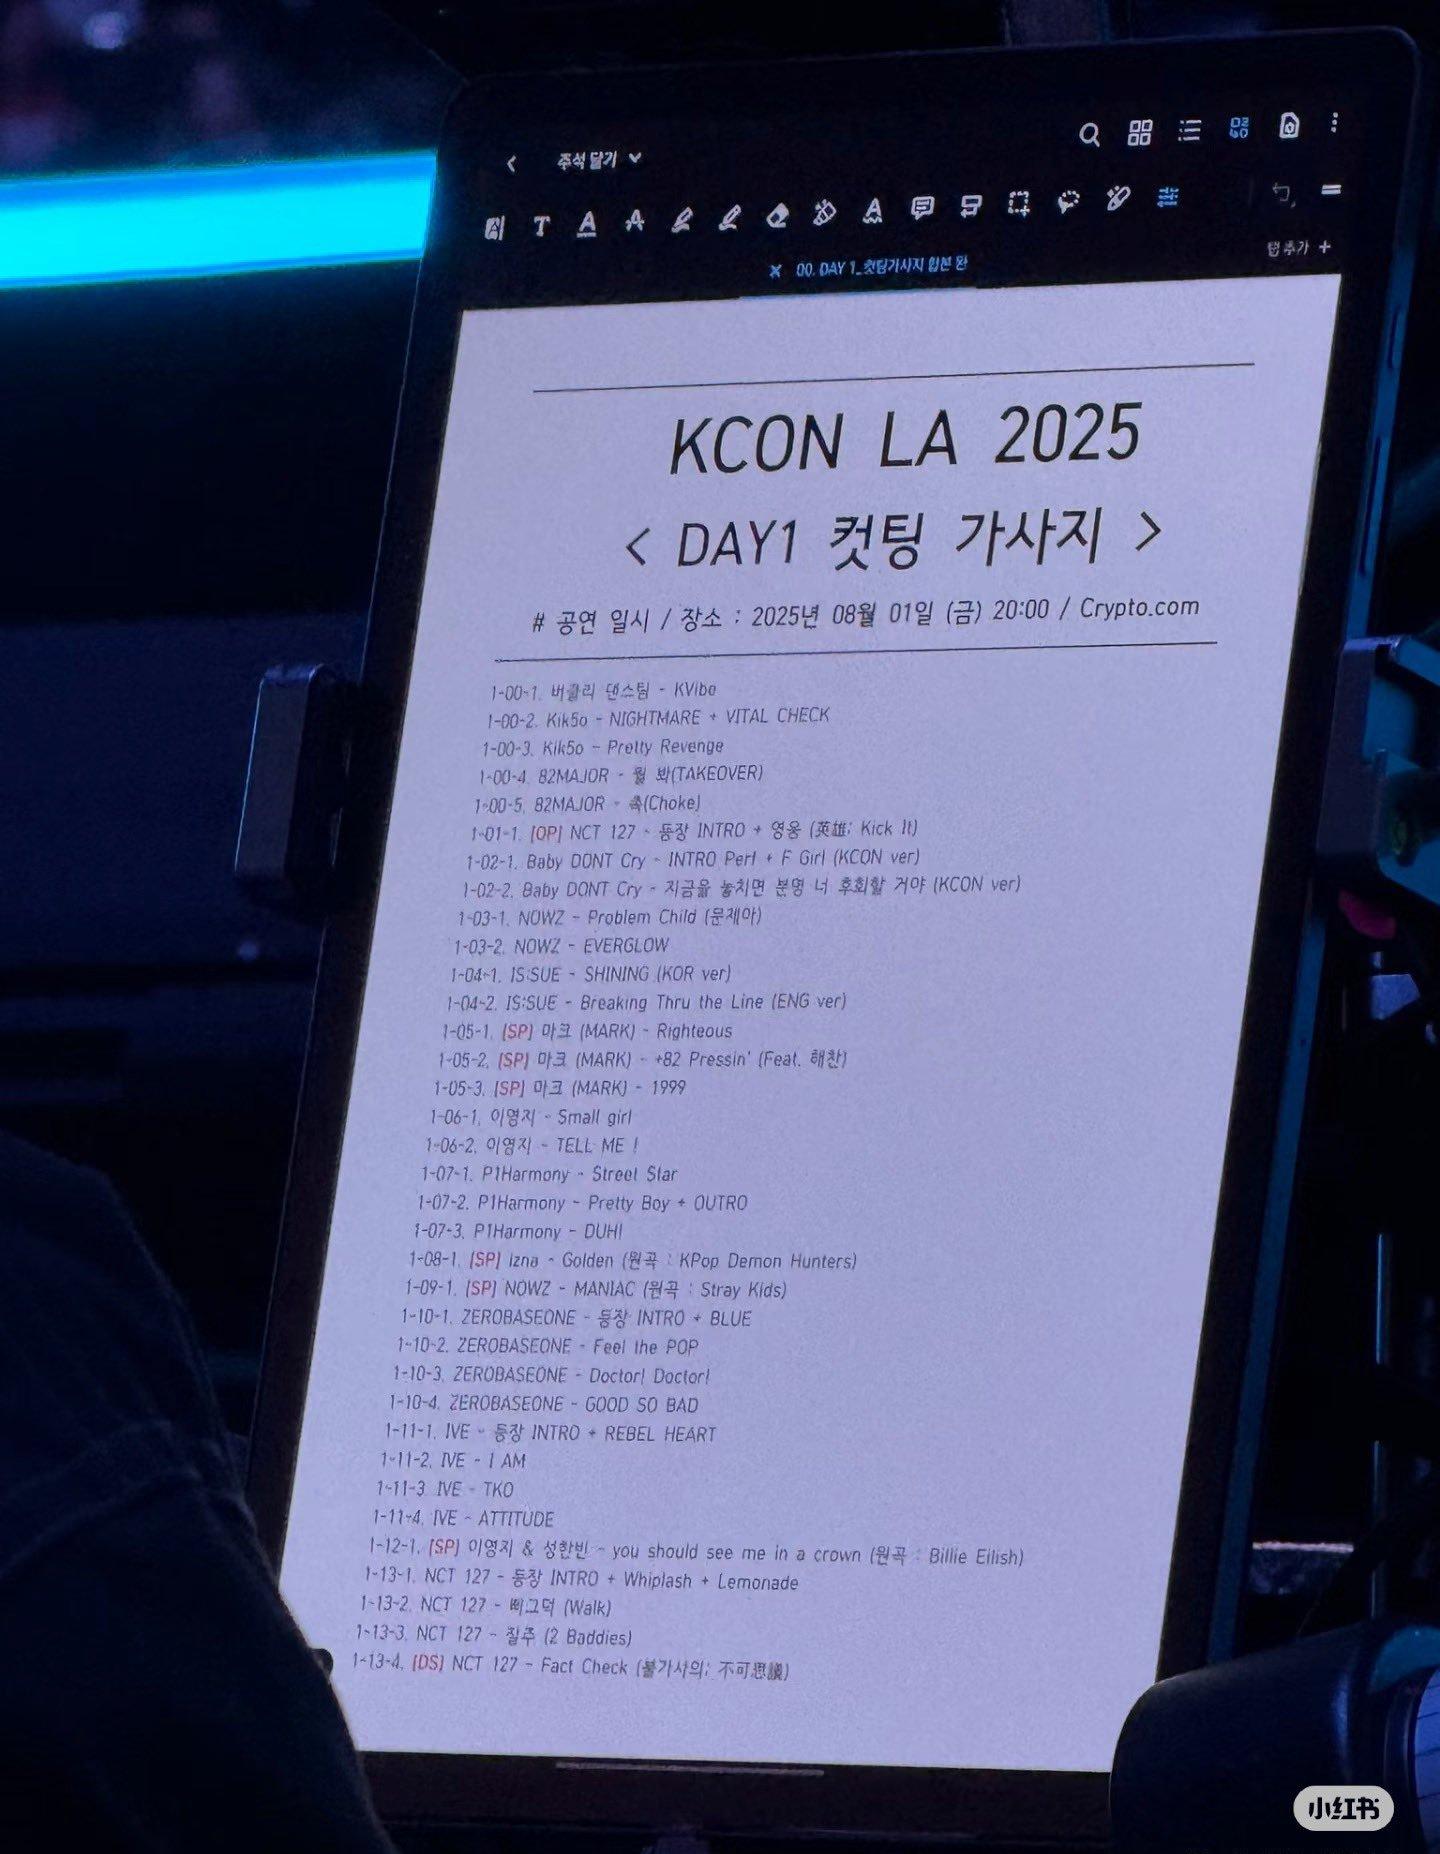 주석 달기
T A A
00. DAY 1_컷팅가사지 입본 완
탭 추가 +
KCON LA 2025
< DAY1 컷팅 가사지 >
# 공연 일시 / 장소 : 2025년 08월 01일 (금) 20:00 / Crypto.com
1-00-1. 버클리 댄스팀 - KVibe
1-00-2. Kik5o - NIGHTMARE + VITAL CHECK
1-00-3. Kik5o - Pretty Revenge
1-00-4. 82MAJOR - 뭘 봐(TAKEOVER)
1-00-5. 82MAJOR - 촉(Choke)
1-01-1. [OP] NCT 127 - 등장 INTRO + 영웅 (英雄; Kick It)
1-02-1. Baby DONT Cry - INTRO Perf + F Girl (KCON ver)
1-02-2. Baby DONT Cry - 지금을 놓치면 분명 너 후회할 거야 (KCON ver)
1-03-1. NOWZ - Problem Child (문제아)
1-03-2. NOWZ - EVERGLOW
1-04-1. IS:SUE - SHINING (KOR ver)
1-04-2. IS:SUE - Breaking Thru the Line (ENG ver)
1-05-1. [SP] 마크 (MARK) - Righteous
1-05-2. [SP] 마크 (MARK) - +82 Pressin' (Feat. 해찬)
1-05-3. [SP] 마크 (MARK) - 1999
1-06-1. 이영지 - Small girl
1-06-2. 이영지 - TELL ME !
1-07-1. P1Harmony - Street Star
1-07-2. P1Harmony - Pretty Boy + OUTRO
1-07-3. P1Harmony - DUH!
1-08-1. [SP] izna - Golden (원곡 : KPop Demon Hunters)
1-09-1. [SP] NOWZ - MANIAC (원곡 : Stray Kids)
1-10-1. ZEROBASEONE - 등장 INTRO + BLUE
1-10-2. ZEROBASEONE - Feel the POP
1-10-3. ZEROBASEONE - Doctor! Doctor!
1-10-4. ZEROBASEONE - GOOD SO BAD
1-11-1. IVE - 등장 INTRO + REBEL HEART
1-11-2. IVE - I AM
1-11-3 IVE - TKO
1-11-4. IVE - ATTITUDE
1-12-1. [SP] 이영지 & 성한빈 - you should see me in a crown (원곡 : Billie Eilish)
1-13-1. NCT 127 - 등장 INTRO + Whiplash + Lemonade
1-13-2. NCT 127 - 삐그덕 (Walk)
1-13-3. NCT 127 - 질주 (2 Baddies)
1-13-4. [DS] NCT 127 - Fact Check (불가사의; 不可思議)
小红书